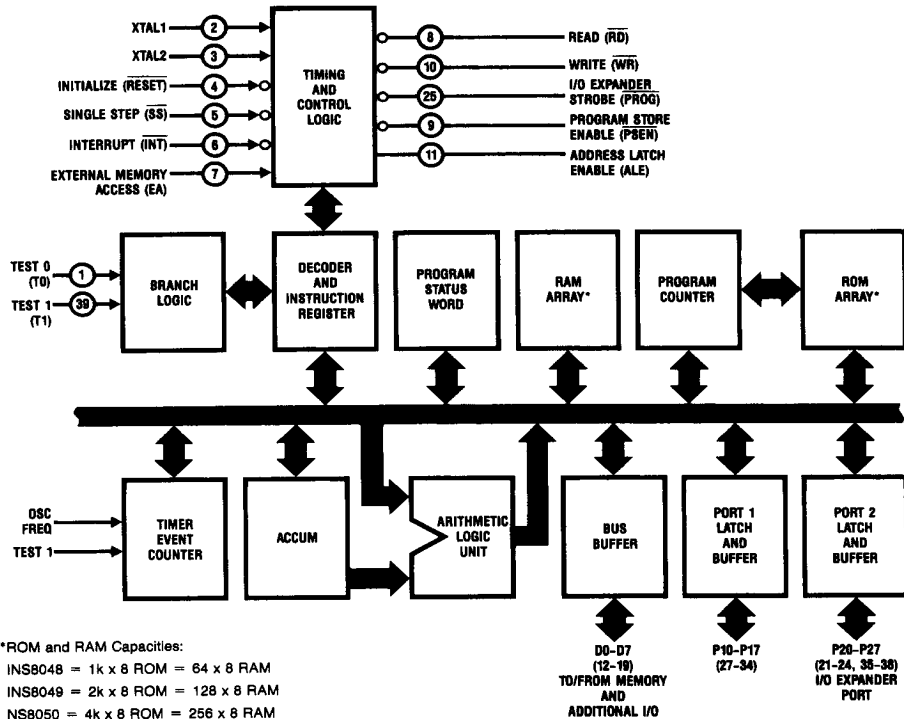 XTAL1
2
XTAL2
3
INITIALIZE (RESET)
4
SINGLE STEP (SS)
5
INTERRUPT (INT)
6
EXTERNAL MEMORY
ACCESS (EA)
7
TIMING
AND
CONTROL
LOGIC
8
READ (RD)
10
WRITE (WR)
25
I/O EXPANDER
STROBE (PROG)
9
PROGRAM STORE
ENABLE (PSEN)
11
ADDRESS LATCH
ENABLE (ALE)
TEST 0
(T0)
1
TEST 1
(T1)
39
BRANCH
LOGIC
DECODER
AND
INSTRUCTION
REGISTER
PROGRAM
STATUS
WORD
RAM
ARRAY*
PROGRAM
COUNTER
ROM
ARRAY*
OSC
FREQ
TEST 1
TIMER
EVENT
COUNTER
ACCUM
ARITHMETIC
LOGIC
UNIT
BUS
BUFFER
PORT 1
LATCH
AND
BUFFER
PORT 2
LATCH
AND
BUFFER
D0–D7
(12–19)
TO/FROM MEMORY
AND
ADDITIONAL I/O
P10–P17
(27–34)
P20–P27
(21–24, 35–38)
I/O EXPANDER
PORT
*ROM and RAM Capacities:
INS8048 = 1k x 8 ROM = 64 x 8 RAM
INS8049 = 2k x 8 ROM = 128 x 8 RAM
NS8050 = 4k x 8 ROM = 256 x 8 RAM